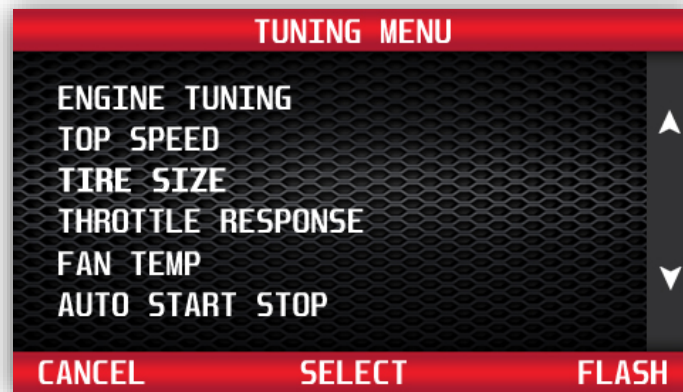 TUNING MENU
ENGINE TUNING
TOP SPEED
TIRE SIZE
THROTTLE RESPONSE
FAN TEMP
AUTO START STOP
CANCEL SELECT FLASH